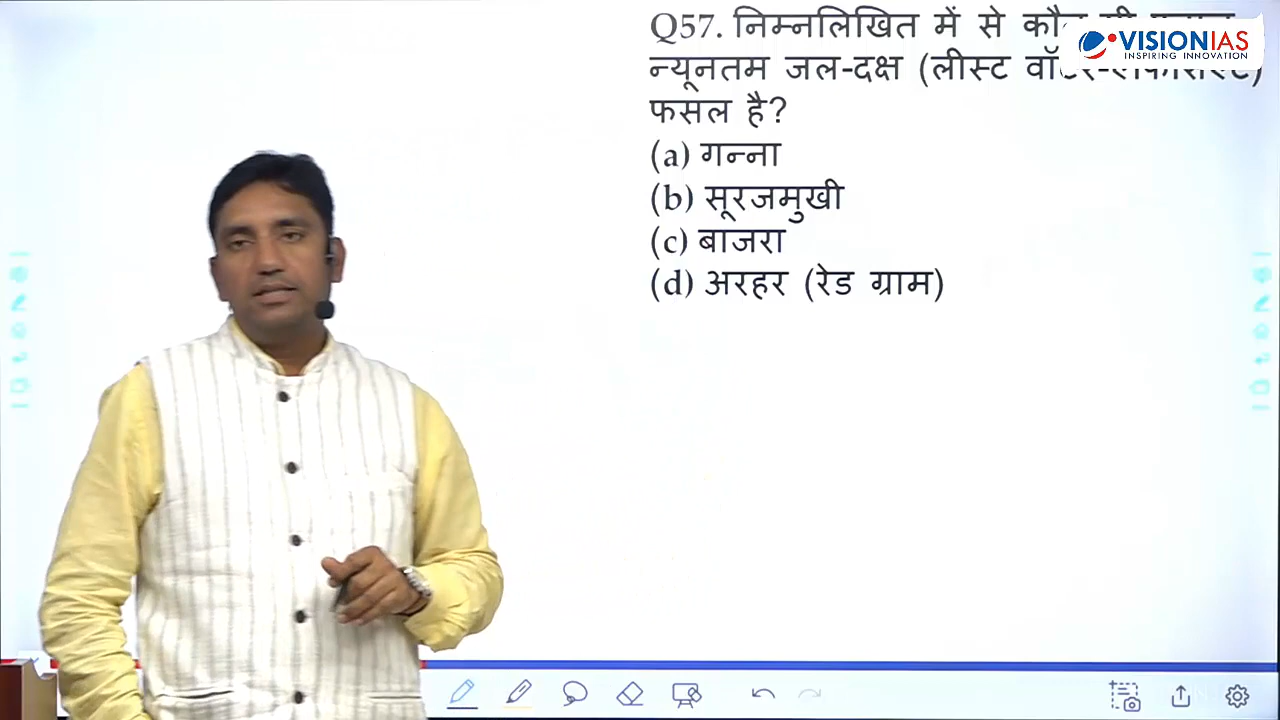 Q57. निम्नलिखित में से कौन
VISIONIAS
INSPIRING INNOVATION
न्यूनतम जल-दक्ष (लीस्ट
फसल है?
(a) गन्ना
(b) सूरजमुखी
(c) बाजरा
(d) अरहर (रेड ग्राम)